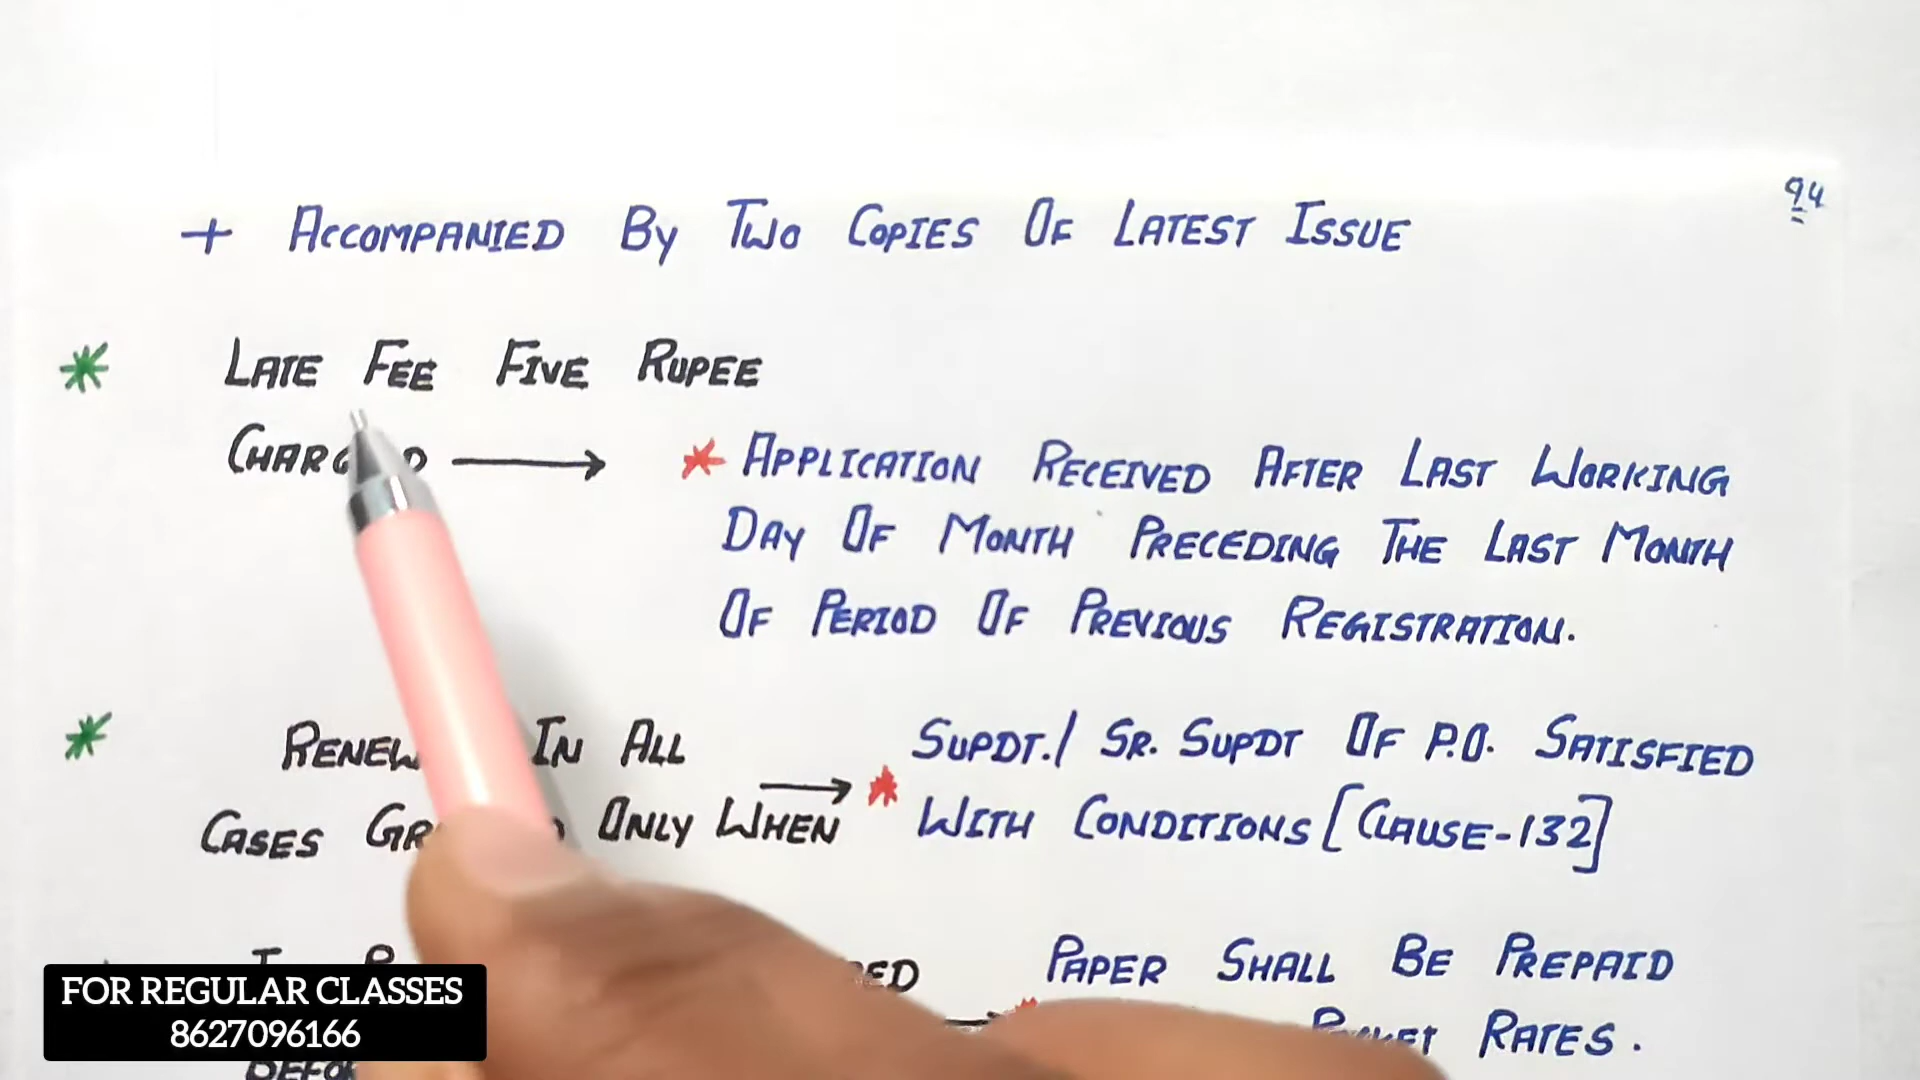 94
+ ACCOMPANIED BY TWO COPIES OF LATEST ISSUE
LATE FEE FIVE RUPEE
* APPLICATION RECEIVED AFTER LAST WORKING
DAY OF MONTH PRECEDING THE LAST MONTH
OF PERIOD OF PREVIOUS REGISTRATION.
IN ALL
CASES ONLY WHEN
SUPDT./ SR. SUPDT OF P.O. SATISFIED
WITH CONDITIONS [CLAUSE-132]
PAPER SHALL BE PREPAID
RATES.
FOR REGULAR CLASSES
8627096166